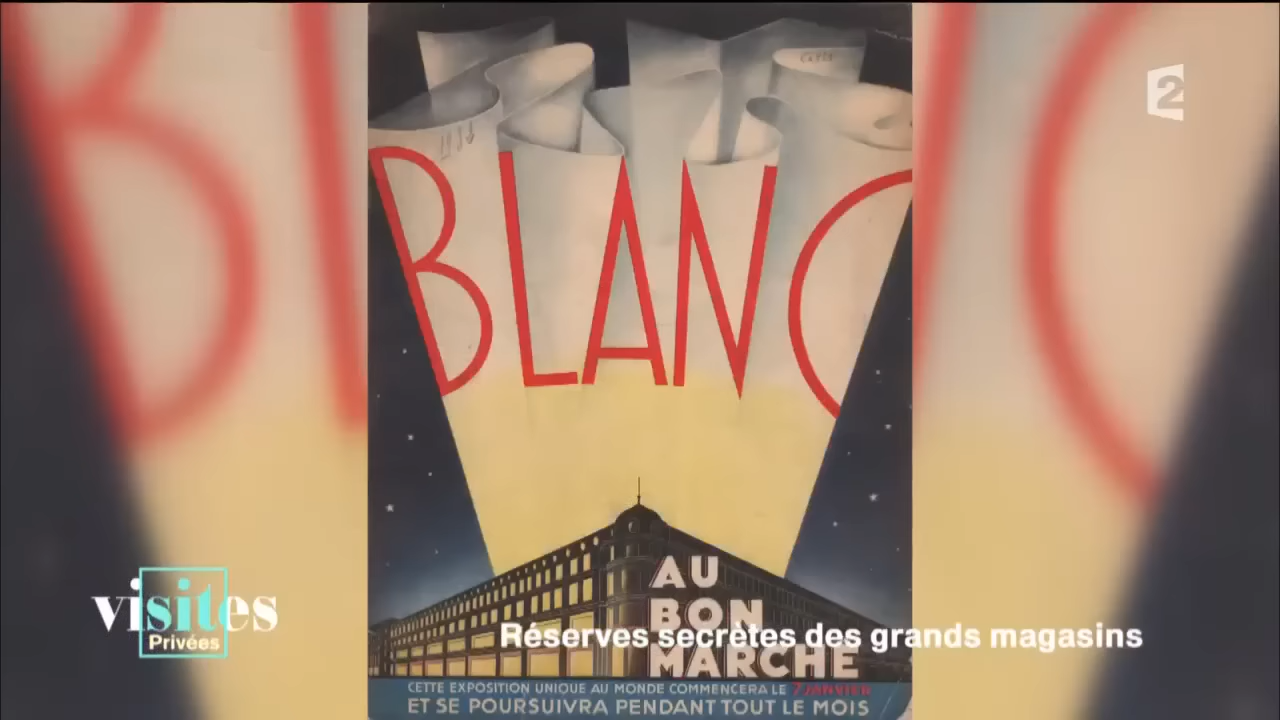 2
BLANC
AU
BON
MARCHE
CETTE EXPOSITION UNIQUE AU MONDE COMMENCERA LE 7 JANVIER
ET SE POURSUIVRA PENDANT TOUT LE MOIS
visites
Privées
Réserves secrètes des grands magasins